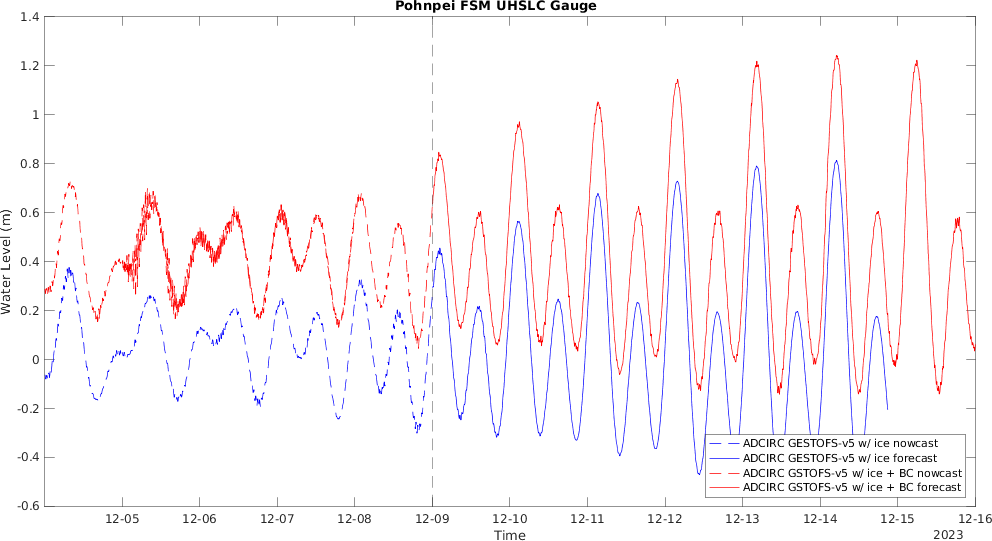 Pohnpei FSM UHSLC Gauge
1.4
1.2
1
0.8
0.6
0.4
0.2
0
-0.2
-0.4
-0.6
Water Level (m)
ADCIRC GESTOFS-v5 w/ ice nowcast
ADCIRC GESTOFS-v5 w/ ice forecast
ADCIRC GSTOFS-v5 w/ ice + BC nowcast
ADCIRC GSTOFS-v5 w/ ice + BC forecast
12-05 12-06 12-07 12-08 12-09 12-10 12-11 12-12 12-13 12-14 12-15 12-16
Time
2023